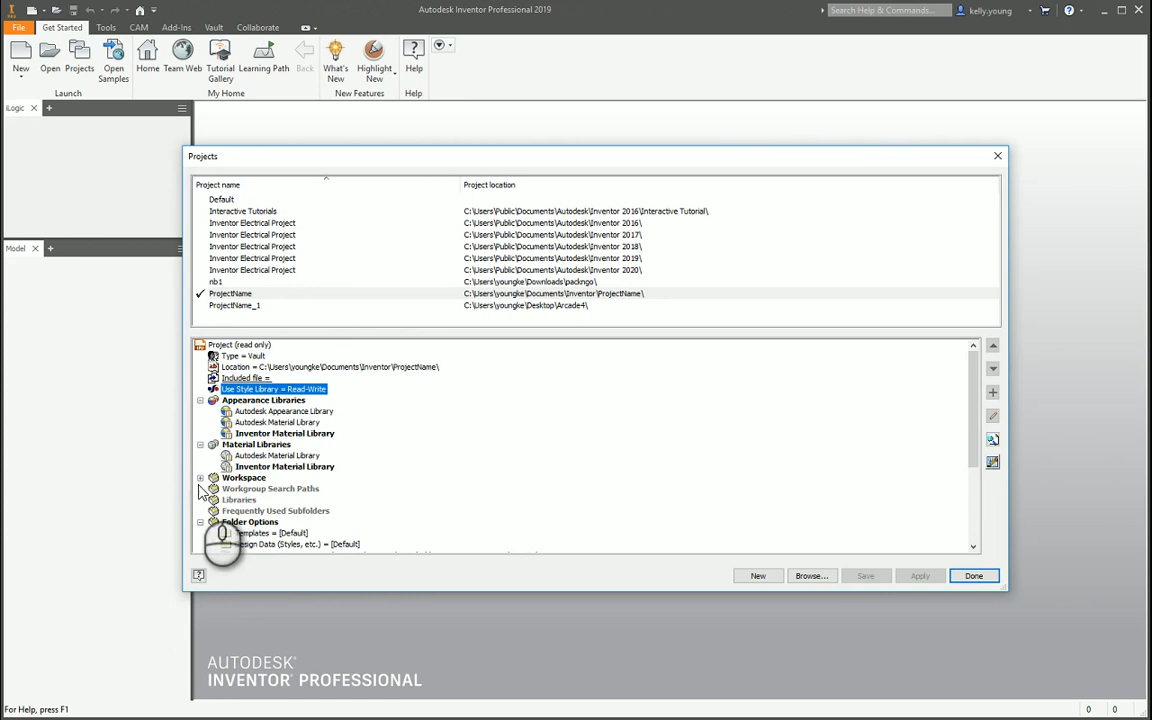 Autodesk Inventor Professional 2019
Search Help & Commands...
kelly.young
File Get Started Tools CAM Add-Ins Vault Collaborate
New Open Projects Open Samples Home Team Web Tutorial Gallery Learning Path Back What's New Highlight New Help
Launch My Home New Features Help
iLogic
Model
Projects
Project name Project location
Default
Interactive Tutorials C:\Users\Public\Documents\Autodesk\Inventor 2016\Interactive Tutorial\
Inventor Electrical Project C:\Users\Public\Documents\Autodesk\Inventor 2016\
Inventor Electrical Project C:\Users\Public\Documents\Autodesk\Inventor 2017\
Inventor Electrical Project C:\Users\Public\Documents\Autodesk\Inventor 2018\
Inventor Electrical Project C:\Users\Public\Documents\Autodesk\Inventor 2019\
Inventor Electrical Project C:\Users\Public\Documents\Autodesk\Inventor 2020\
nb1 C:\Users\youngke\Downloads\packngo\
ProjectName C:\Users\youngke\Documents\Inventor\ProjectName\
ProjectName_1 C:\Users\youngke\Desktop\Arcade4\
Project (read only)
Type = Vault
Location = C:\Users\youngke\Documents\Inventor\ProjectName\
Included file =
Use Style Library = Read-Write
Appearance Libraries
Autodesk Appearance Library
Autodesk Material Library
Inventor Material Library
Material Libraries
Autodesk Material Library
Inventor Material Library
Workspace
Workgroup Search Paths
Libraries
Frequently Used Subfolders
Folder Options
Templates = [Default]
Design Data (Styles, etc.) = [Default]
New Browse... Save Apply Done
AUTODESK®
INVENTOR® PROFESSIONAL
For Help, press F1
0 0